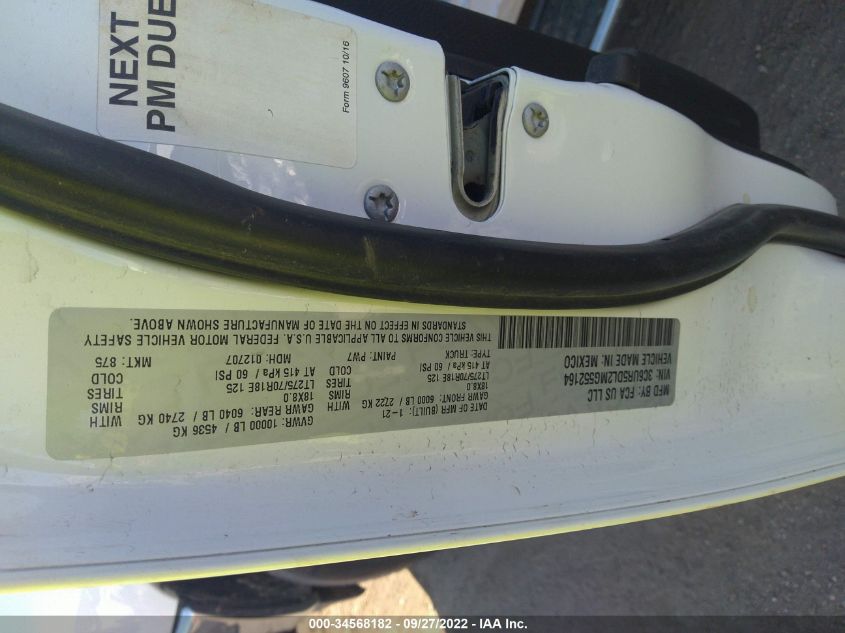 NEXT
PM DUE
Form 9607 10/16
MFD. BY: FCA US LLC DATE OF MFR (BUILT): 1-21 GVWR: 10000 LB / 4536 KG
GAWR FRONT: 6000 LB / 2722 KG WITH GAWR REAR: 6040 LB / 2740 KG WITH
18X8.0 RIMS 18X8.0 RIMS
LT275/70R18E 125 TIRES LT275/70R18E 125 TIRES
AT 415 kPa / 60 PSI COLD AT 415 kPa / 60 PSI COLD
VIN: 3C6UR5DL2MG552164 TYPE: TRUCK PAINT: PW7 MDH: 012707 MKT: 875
VEHICLE MADE IN: MEXICO
THIS VEHICLE CONFORMS TO ALL APPLICABLE U.S.A. FEDERAL MOTOR VEHICLE SAFETY
STANDARDS IN EFFECT ON THE DATE OF MANUFACTURE SHOWN ABOVE.
000-34568182 - 09/27/2022 - IAA Inc.